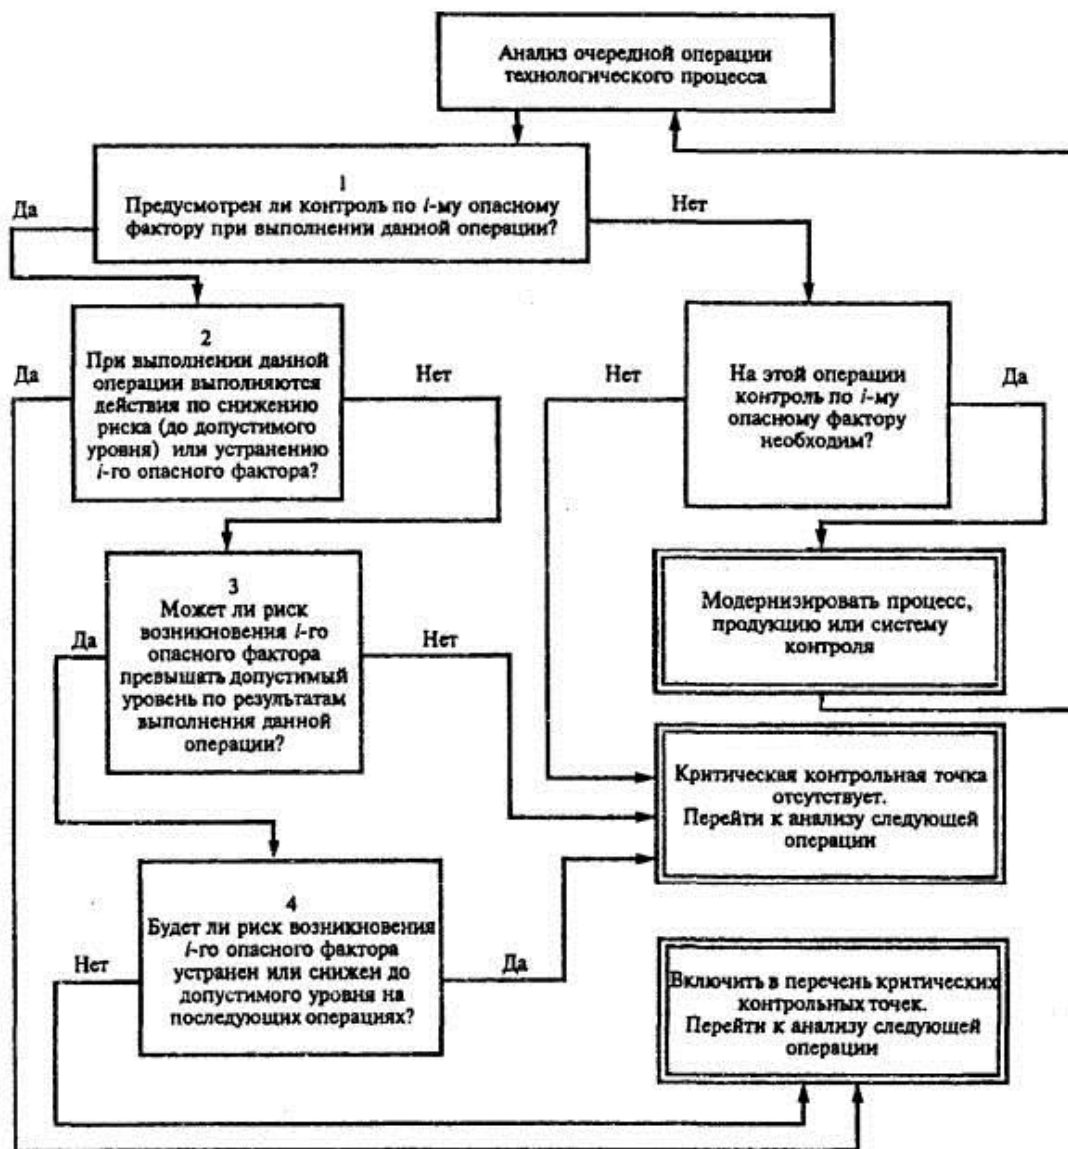 Анализ очередной операции
технологического процесса
1
Предусмотрен ли контроль по i-му опасному
фактору при выполнении данной операции?
Да
Нет
2
При выполнении данной
операции выполняются
действия по снижению
риска (до допустимого
уровня) или устранению
i-го опасного фактора?
Да
Нет
На этой операции
контроль по i-му
опасному фактору
необходим?
Нет
Да
3
Может ли риск
возникновения i-го
опасного фактора
превышать допустимый
уровень по результатам
выполнения данной
операции?
Да
Нет
Модернизировать процесс,
продукцию или систему
контроля
Критическая контрольная точка
отсутствует.
Перейти к анализу следующей
операции
4
Будет ли риск возникновения
i-го опасного фактора
устранен или снижен до
допустимого уровня на
последующих операциях?
Нет
Да
Включить в перечень критических
контрольных точек.
Перейти к анализу следующей
операции